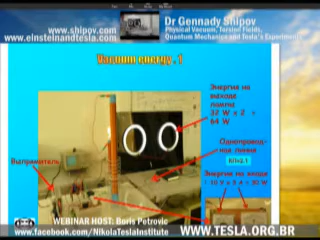 www.shipov.com
www.einsteinandtesla.com
Dr Gennady Shipov
Physical Vacuum, Torsion Fields,
Quantum Mechanics and Tesla's Experiments
Vacuum energy. 1
Энергия на
выходе
лампа
32 W x 2 =
64 W
Однопровод-
ная линия
Выпрямитель
Энергия на входе
10 V x 3 A = 30 W
WEBINAR HOST: Boris Petrovic
www.facebook.com/NikolaTeslaInstitute
WWW.TESLA.ORG.BR